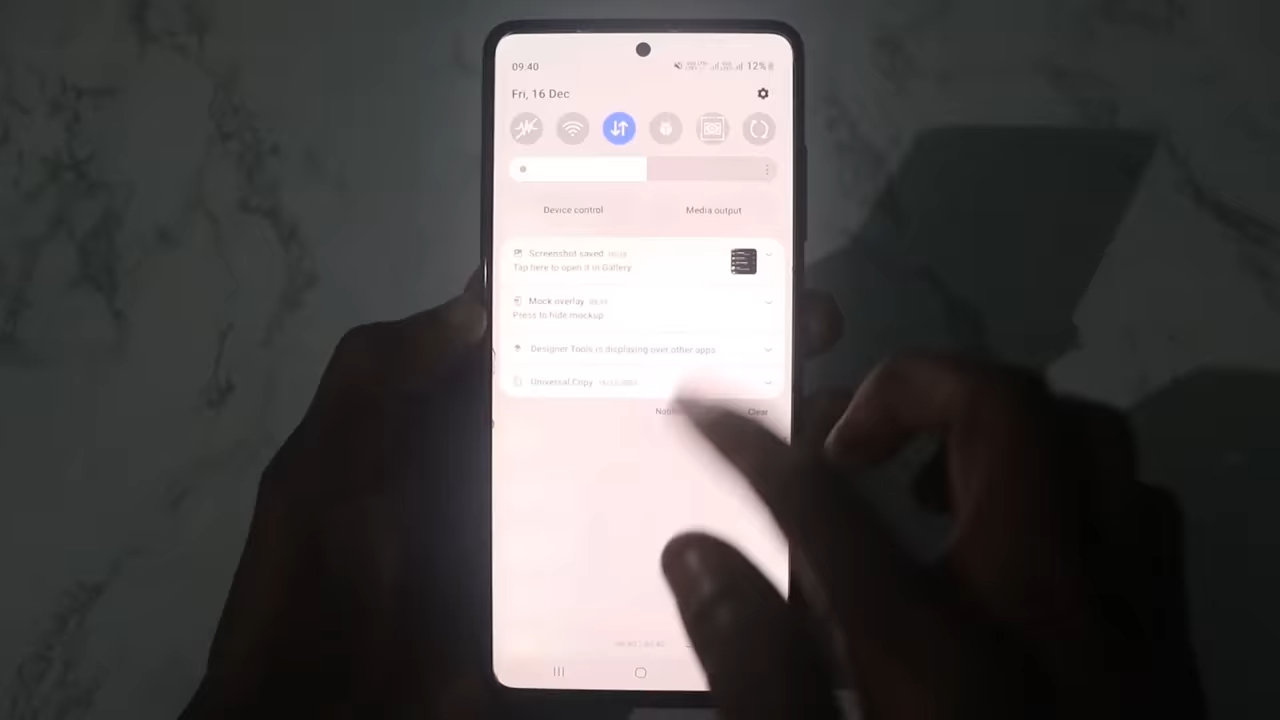 09:40
12%
Fri, 16 Dec
Device control
Media output
Screenshot saved
Tap here to open it in Gallery
Mock overlay
Press to hide mockup
Designer Tools is displaying over other apps
Universal Copy
Clear